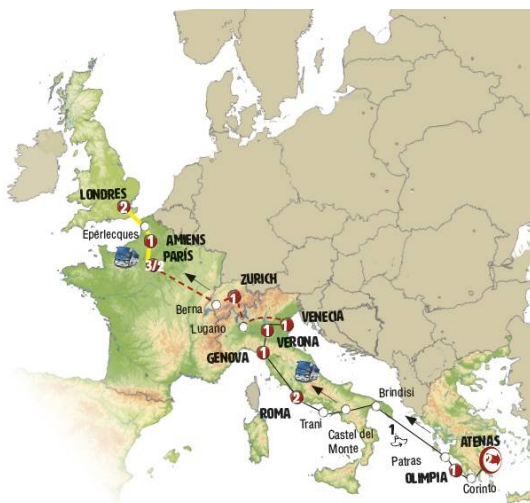 LONDRES
2
Epêrlecques
1
AMIENS
PARÍS
3/2
ZURICH
1
Berna
Lugano
VENECIA
1
1
VERONA
GENOVA
1
ROMA
2
Trani
Castel del
Monte
Brindisi
1
ATENAS
2
Patras
OLIMPIA
1
Corinto